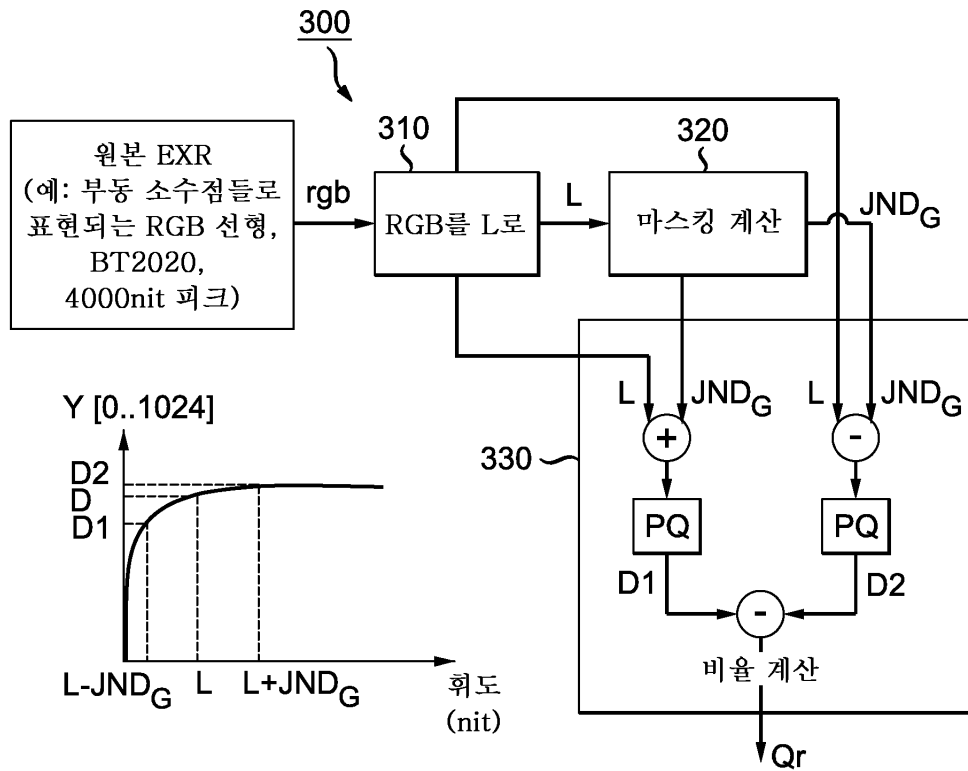 300
원본 EXR
(예: 부동 소수점들로
표현되는 RGB 선형,
BT2020,
4000nit 피크)
rgb
310
RGB를 L로
L
320
마스킹 계산
JND_G
330
L
JND_G
L
JND_G
+
-
PQ
PQ
D1
D2
-
비율 계산
Qr
Y [0..1024]
D2
D
D1
L-JND_G
L
L+JND_G
휘도
(nit)